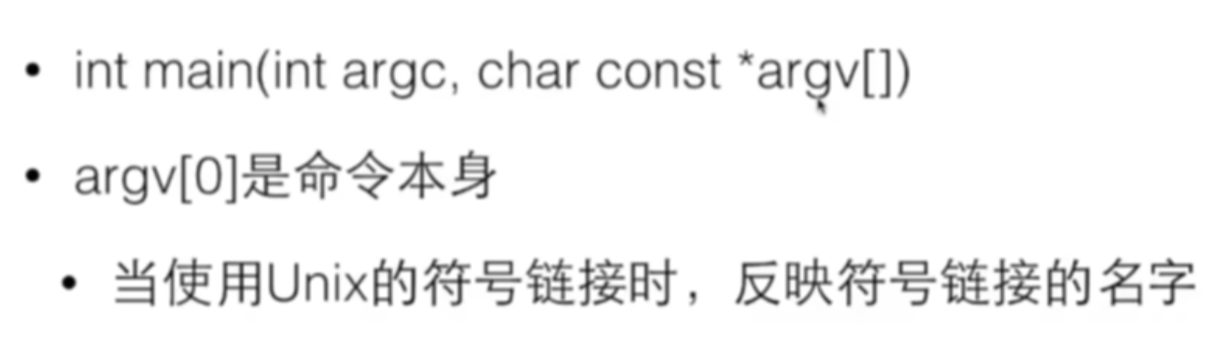 • int main(int argc, char const *argv[])
• argv[0]是命令本身
• 当使用Unix的符号链接时，反映符号链接的名字